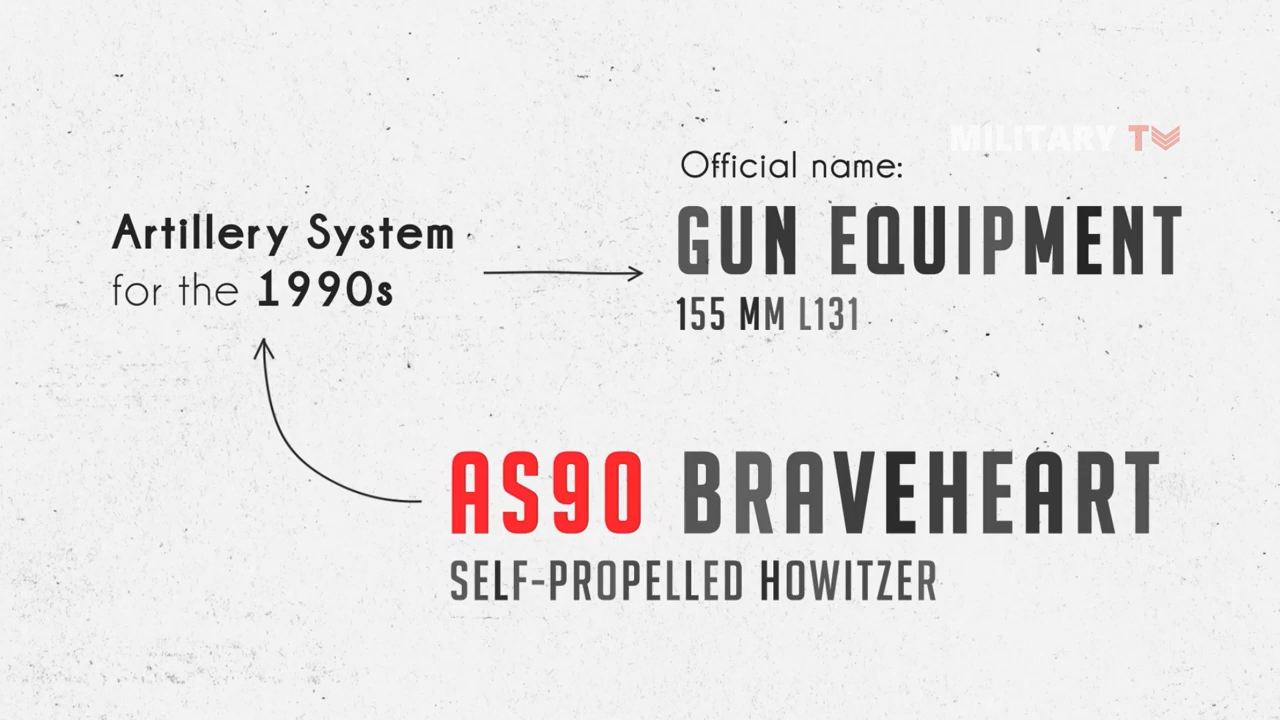 MILITARY TV
Official name:
GUN EQUIPMENT
155 MM L131
Artillery System
for the 1990s
AS90 BRAVEHEART
SELF-PROPELLED HOWITZER